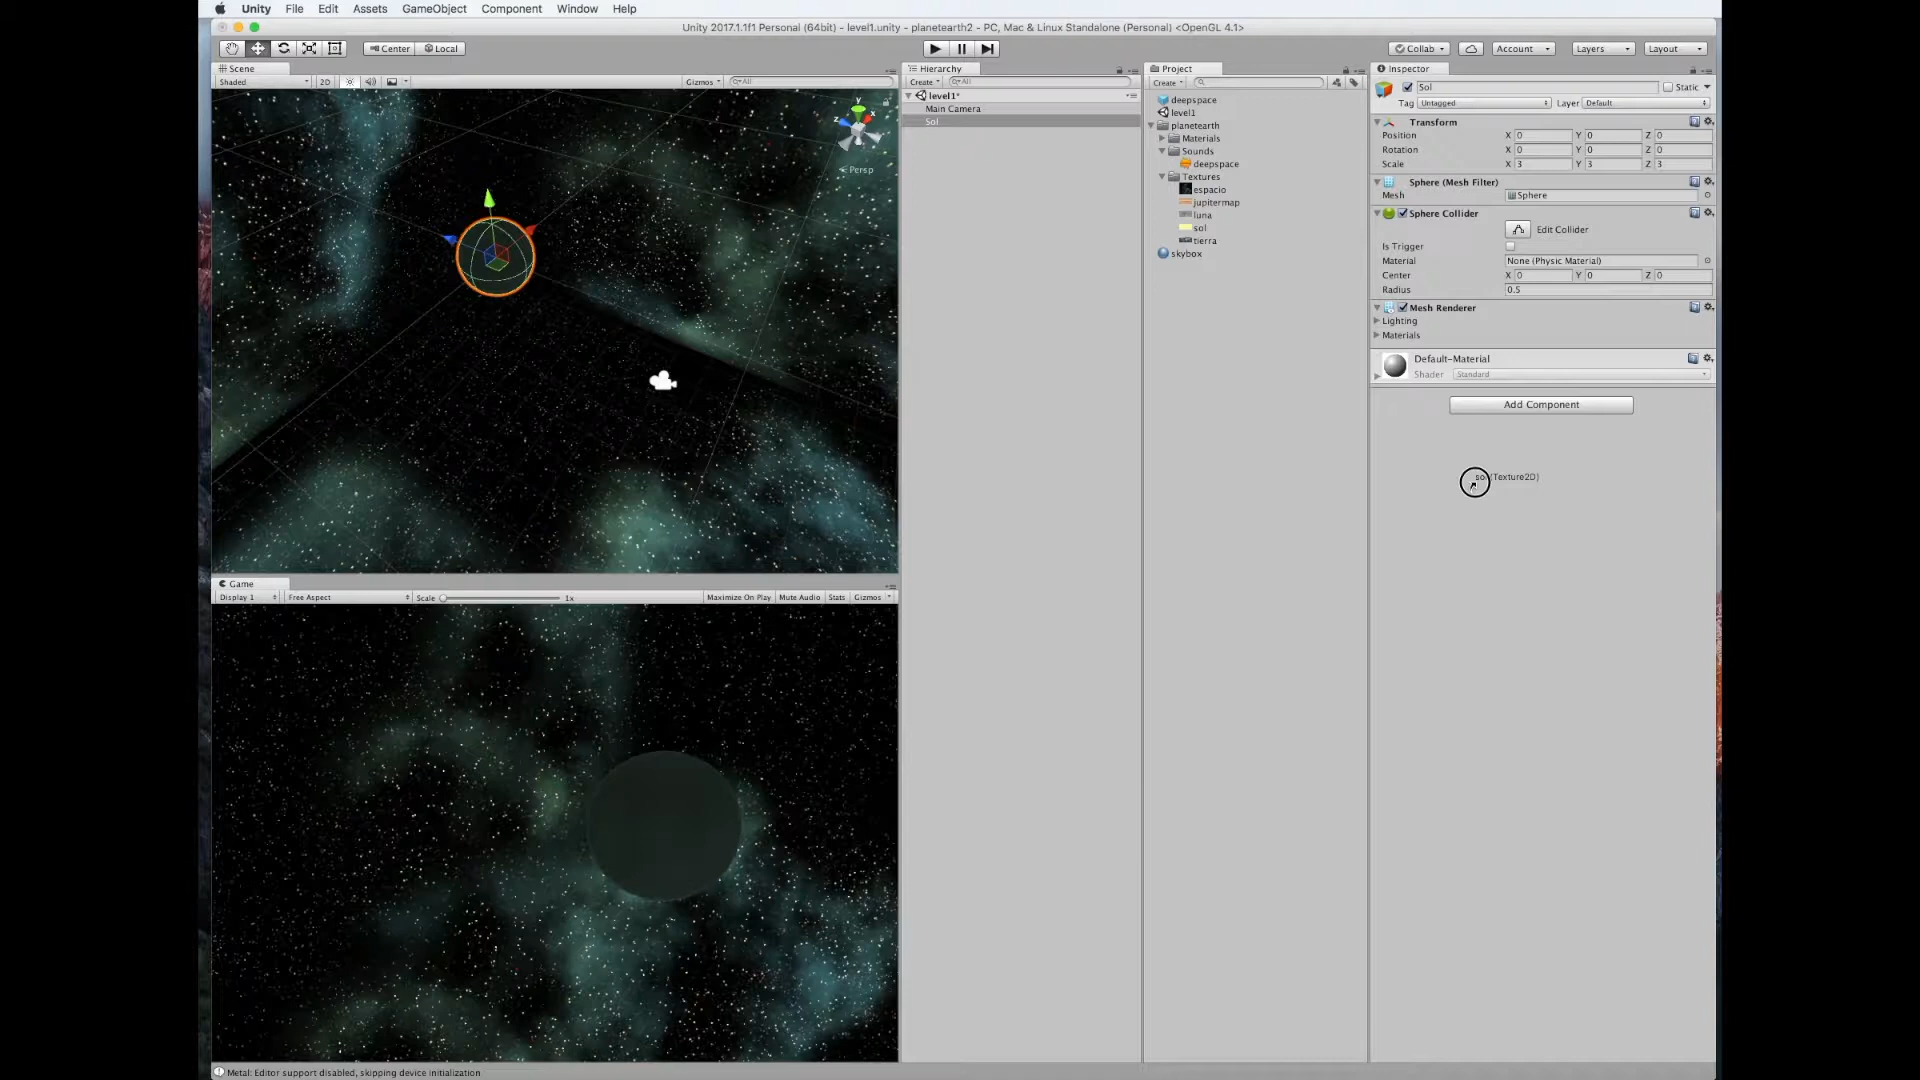 Unity File Edit Assets GameObject Component Window Help
Unity 2017.1.1f1 Personal (64bit) - level1.unity - planetearth2 - PC, Mac & Linux Standalone (Personal) <OpenGL 4.1>
Center Local
Collab Account Layers Layout
Scene
Shaded 2D Gizmos All
y x z
Persp
Game
Display 1 Free Aspect Scale 1x Maximize On Play Mute Audio Stats Gizmos
Metal: Editor support disabled, skipping device initialization
Hierarchy
Create All
level1*
Main Camera
Sol
Project
Create
deepspace
level1
planetearth
Materials
Sounds
deepspace
Textures
espacio
jupitermap
luna
sol
tierra
skybox
Inspector
Sol Static
Tag Untagged Layer Default
Transform
Position X 0 Y 0 Z 0
Rotation X 0 Y 0 Z 0
Scale X 3 Y 3 Z 3
Sphere (Mesh Filter)
Mesh Sphere
Sphere Collider
Edit Collider
Is Trigger
Material None (Physic Material)
Center X 0 Y 0 Z 0
Radius 0.5
Mesh Renderer
Lighting
Materials
Default-Material
Shader Standard
Add Component
sol (Texture2D)